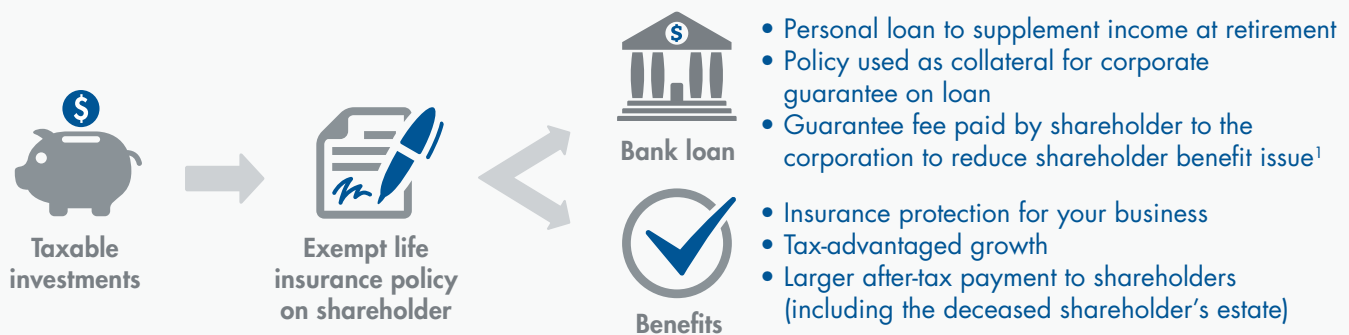 $
Taxable
investments
Exempt life
insurance policy
on shareholder
$
Bank loan
• Personal loan to supplement income at retirement
• Policy used as collateral for corporate
guarantee on loan
• Guarantee fee paid by shareholder to the
corporation to reduce shareholder benefit issue¹
Benefits
• Insurance protection for your business
• Tax-advantaged growth
• Larger after-tax payment to shareholders
(including the deceased shareholder’s estate)